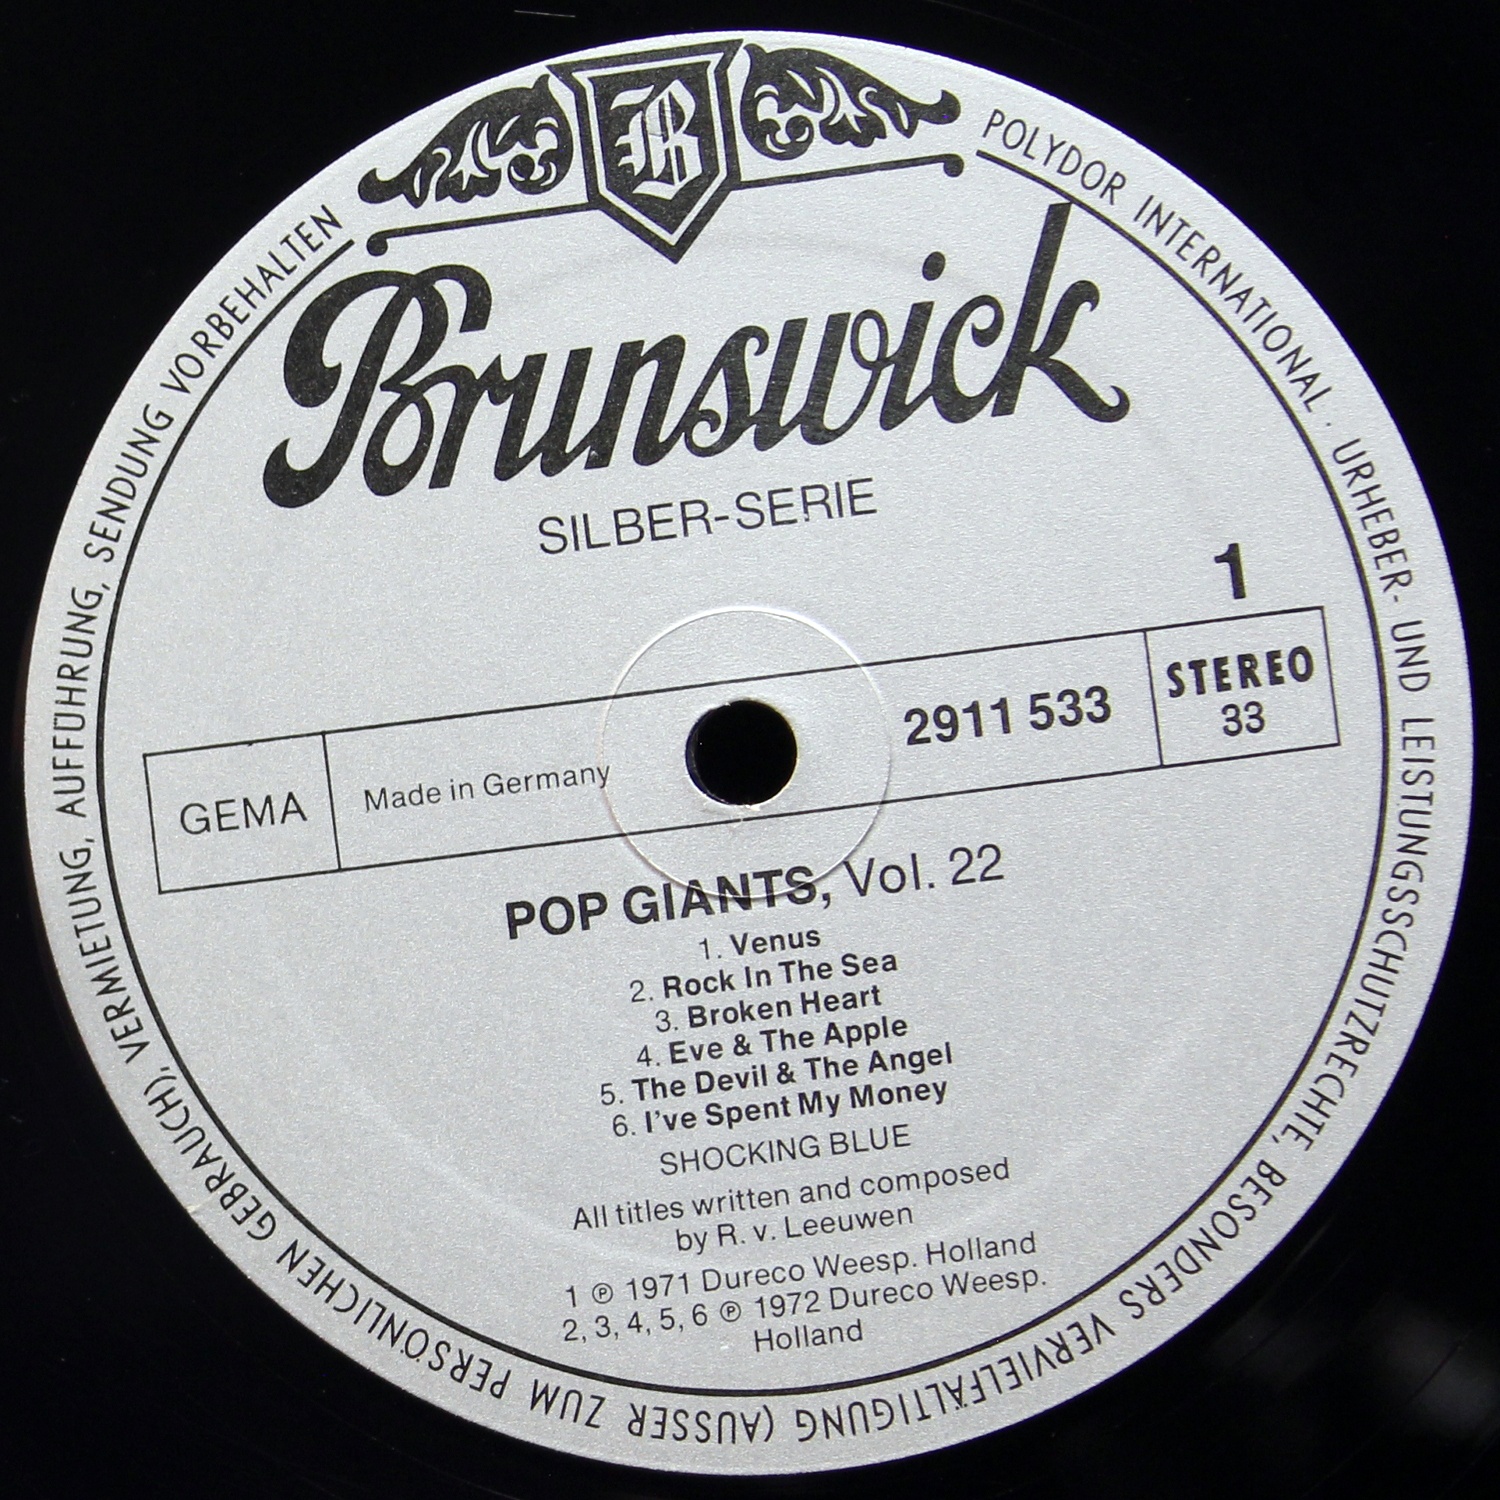 B
Brunswick
SILBER-SERIE
1
STEREO
33
2911 533
GEMA
Made in Germany
POP GIANTS, Vol. 22
1. Venus
2. Rock In The Sea
3. Broken Heart
4. Eve & The Apple
5. The Devil & The Angel
6. I've Spent My Money
SHOCKING BLUE
All titles written and composed
by R. v. Leeuwen
1 ℗ 1971 Dureco Weesp. Holland
2, 3, 4, 5, 6 ℗ 1972 Dureco Weesp.
Holland
POLYDOR INTERNATIONAL · URHEBER- UND LEISTUNGSSCHUTZRECHTE, BESONDERS VERVIELFÄLTIGUNG (AUSSER ZUM PERSÖNLICHEN GEBRAUCH), VERMIETUNG, AUFFÜHRUNG, SENDUNG VORBEHALTEN